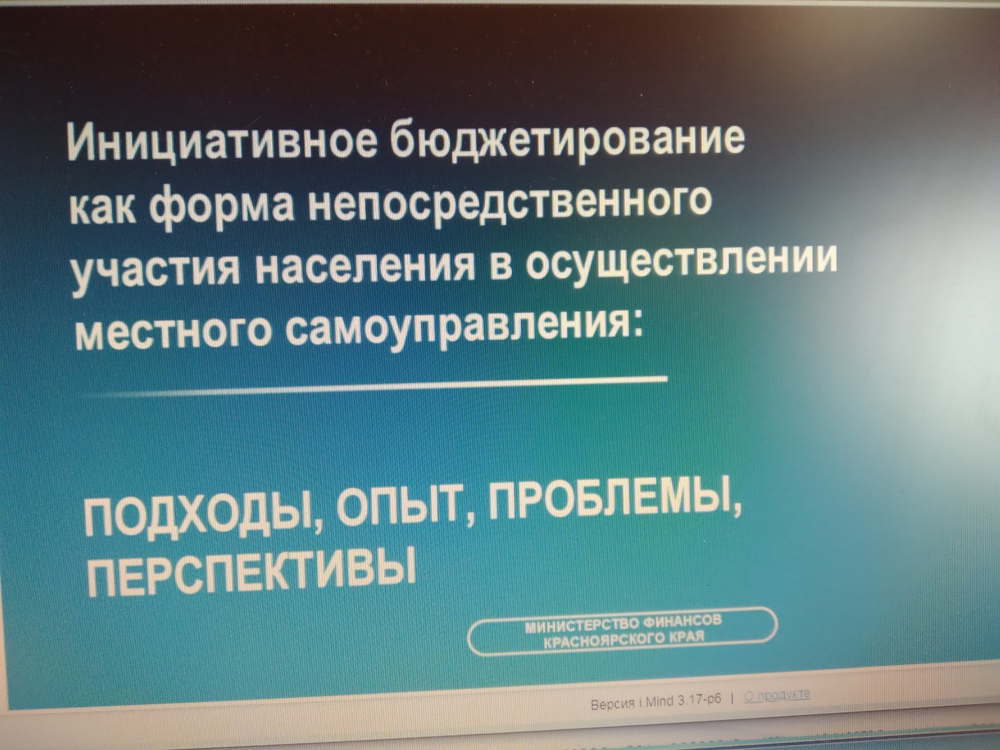 Инициативное бюджетирование
как форма непосредственного
участия населения в осуществлении
местного самоуправления:
ПОДХОДЫ, ОПЫТ, ПРОБЛЕМЫ,
ПЕРСПЕКТИВЫ
МИНИСТЕРСТВО ФИНАНСОВ
КРАСНОЯРСКОГО КРАЯ
Версия i.Mind 3.17-p6 | О продукте